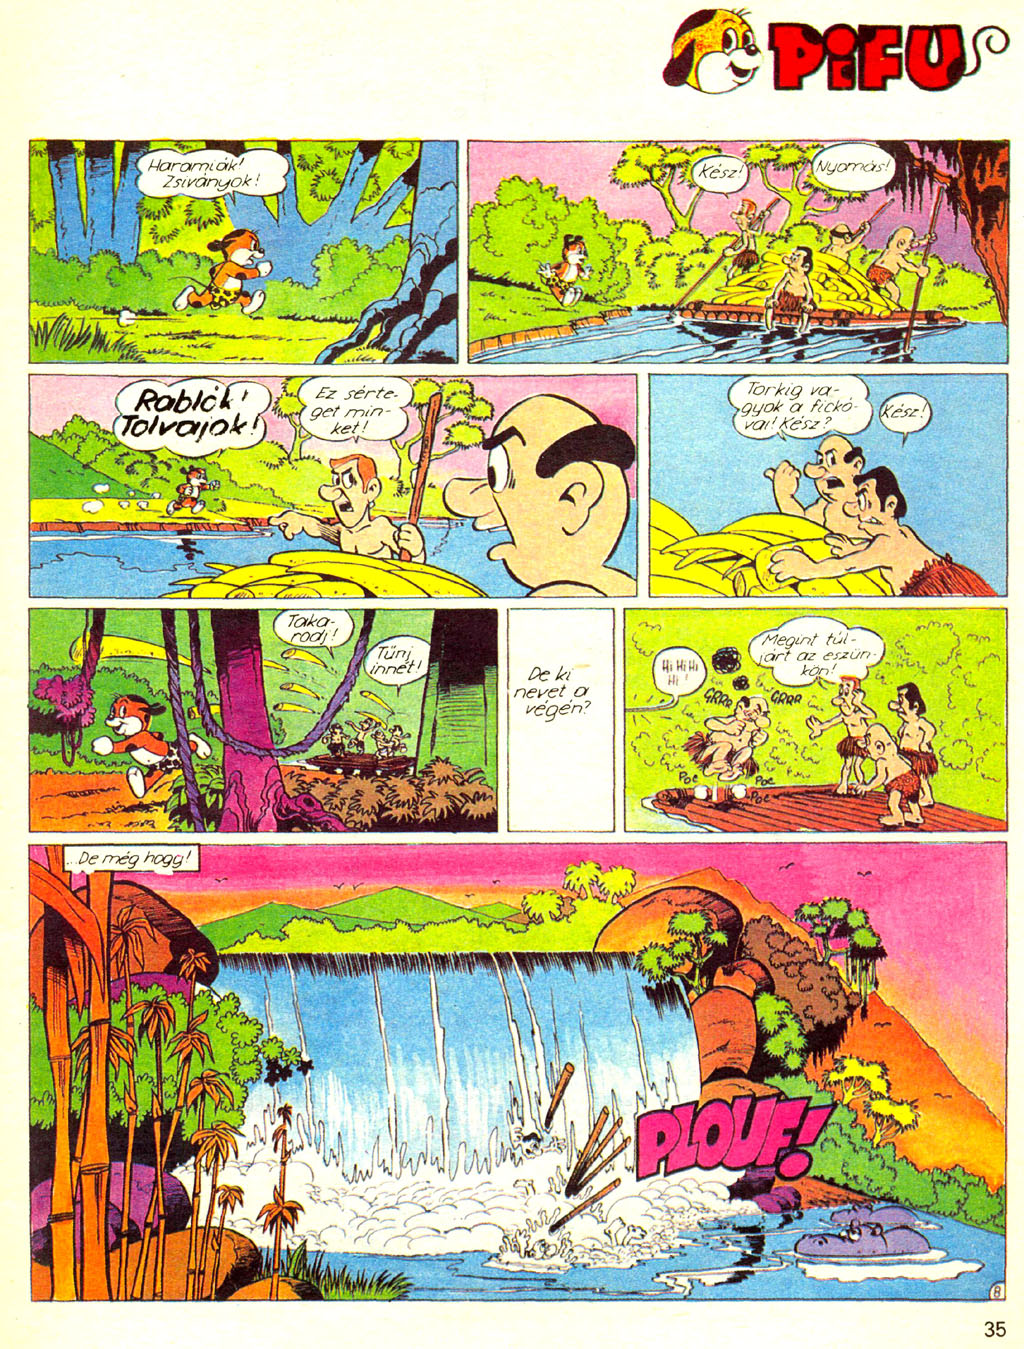 PiFU
Haramiák!
Zsiványok!
Kész!
Nyomás!
Rablók!
Tolvajok!
Ez sérte-
get min-
ket!
Torkig va-
gyok a fickó-
val! Kész?
Kész!
Taka-
rodj!
Tűnj
innét!
De ki
nevet a
végén?
Hi Hi Hi
Hi !
GRRR
GRRR
Megint túl-
járt az eszün-
kön!
Poc
Poc
Poc
...De még hogy!
PLOUF!
8
35